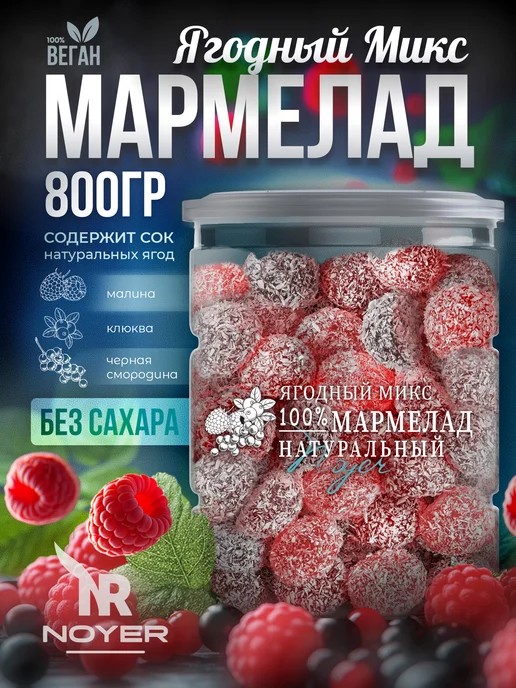 100%
ВЕГАН
Ягодный Микс
МАРМЕЛАД
800ГР
СОДЕРЖИТ СОК
натуральных ягод
малина
клюква
черная
смородина
БЕЗ САХАРА
ЯГОДНЫЙ МИКС
100% МАРМЕЛАД
НАТУРАЛЬНЫЙ
Noyer
NR
NOYER